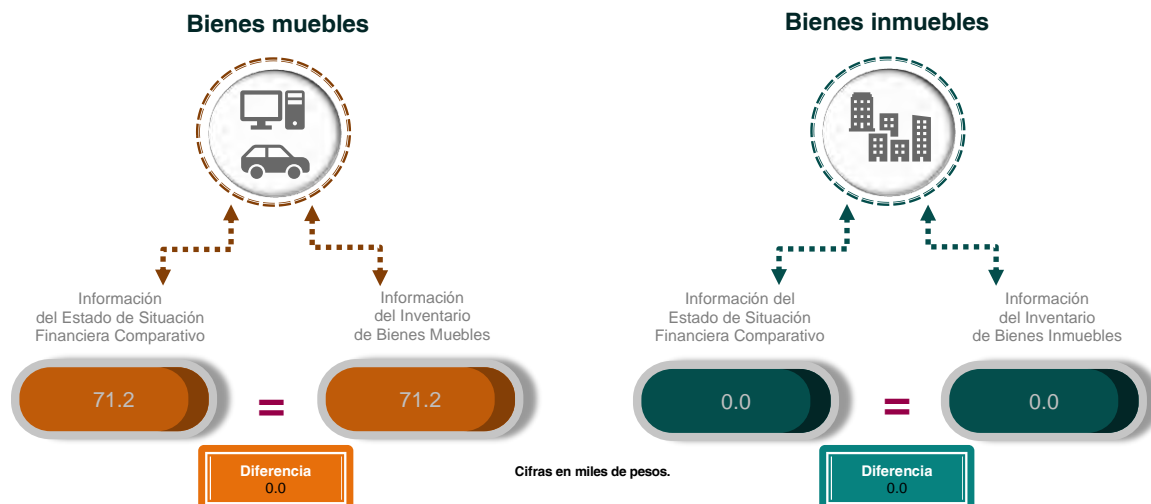 Bienes muebles
Información
del Estado de Situación
Financiera Comparativo
71.2
=
Información
del Inventario
de Bienes Muebles
71.2
Diferencia
0.0
Cifras en miles de pesos.
Bienes inmuebles
Información del
Estado de Situación
Financiera Comparativo
0.0
=
Información
del Inventario
de Bienes Inmuebles
0.0
Diferencia
0.0